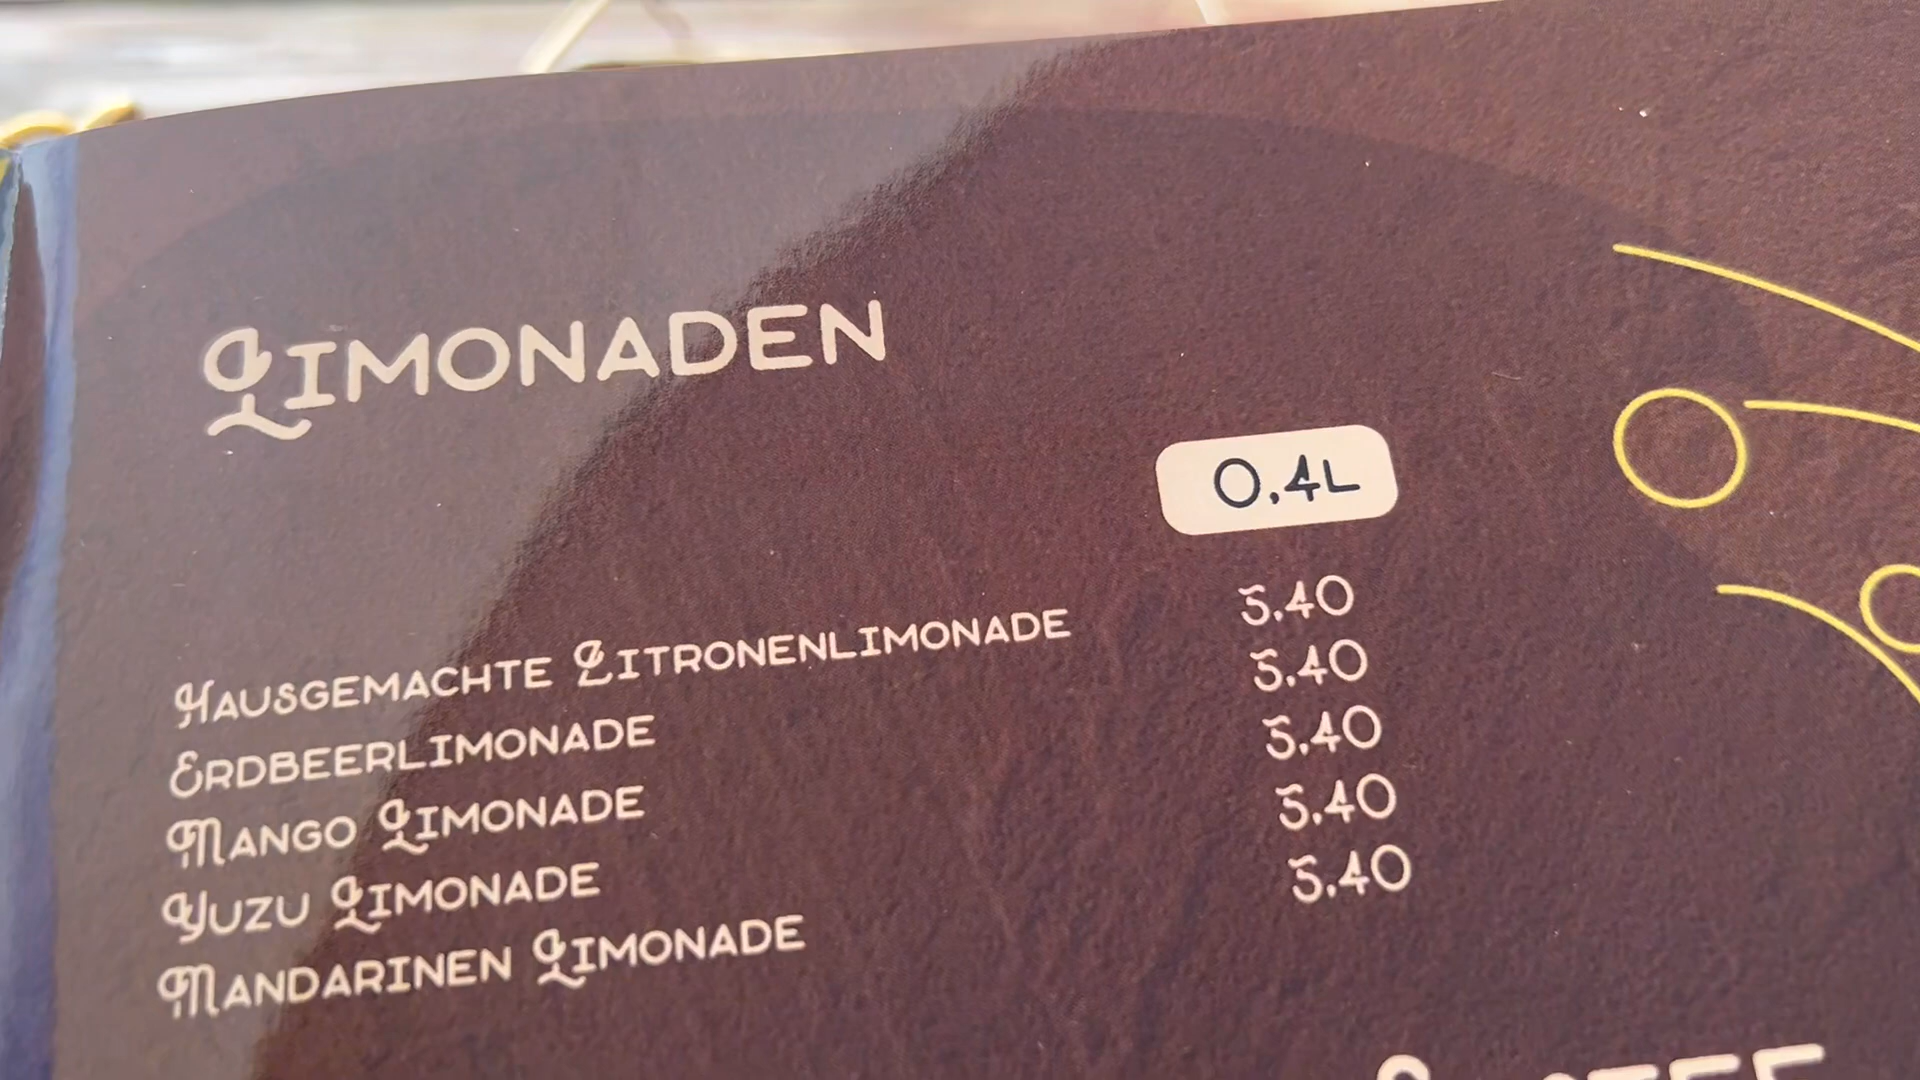 Limonaden
0.4L
Hausgemachte Zitronenlimonade 5.40
Erdbeerlimonade 5.40
Mango Limonade 5.40
Yuzu Limonade 5.40
Mandarinen Limonade 5.40